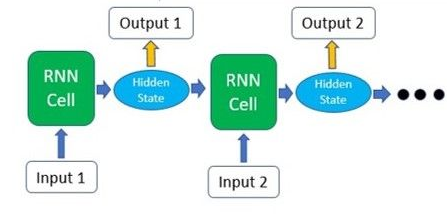 Output 1
Output 2
RNN
Cell
Hidden
State
RNN
Cell
Hidden
State
Input 1
Input 2